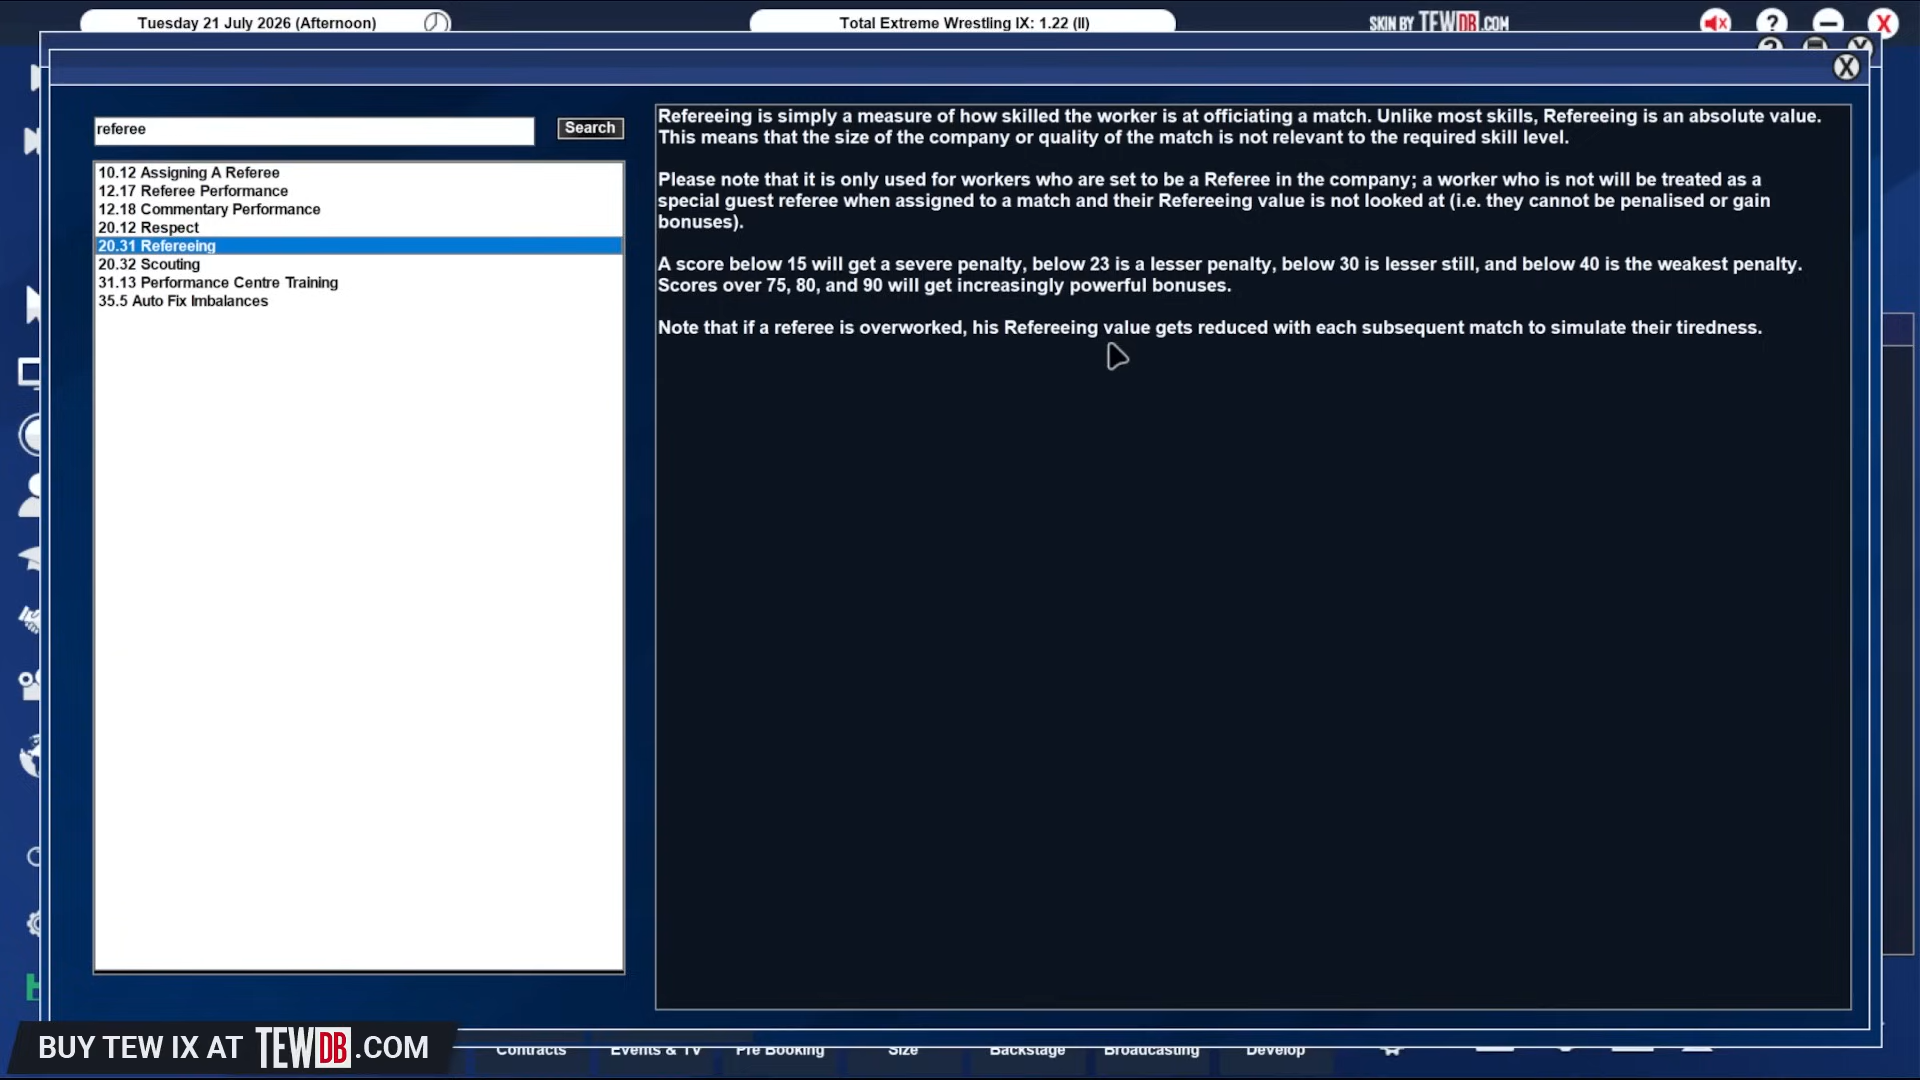 Tuesday 21 July 2026 (Afternoon)
Total Extreme Wrestling IX: 1.22 (II)
SKIN BY TEWDB.COM
?
X
X
referee
Search
10.12 Assigning A Referee
12.17 Referee Performance
12.18 Commentary Performance
20.12 Respect
20.31 Refereeing
20.32 Scouting
31.13 Performance Centre Training
35.5 Auto Fix Imbalances
Refereeing is simply a measure of how skilled the worker is at officiating a match. Unlike most skills, Refereeing is an absolute value.
This means that the size of the company or quality of the match is not relevant to the required skill level.
Please note that it is only used for workers who are set to be a Referee in the company; a worker who is not will be treated as a
special guest referee when assigned to a match and their Refereeing value is not looked at (i.e. they cannot be penalised or gain
bonuses).
A score below 15 will get a severe penalty, below 23 is a lesser penalty, below 30 is lesser still, and below 40 is the weakest penalty.
Scores over 75, 80, and 90 will get increasingly powerful bonuses.
Note that if a referee is overworked, his Refereeing value gets reduced with each subsequent match to simulate their tiredness.
BUY TEW IX AT TEWDB.COM
Contracts
Events & TV
Pre Booking
Size
Backstage
Broadcasting
Develop